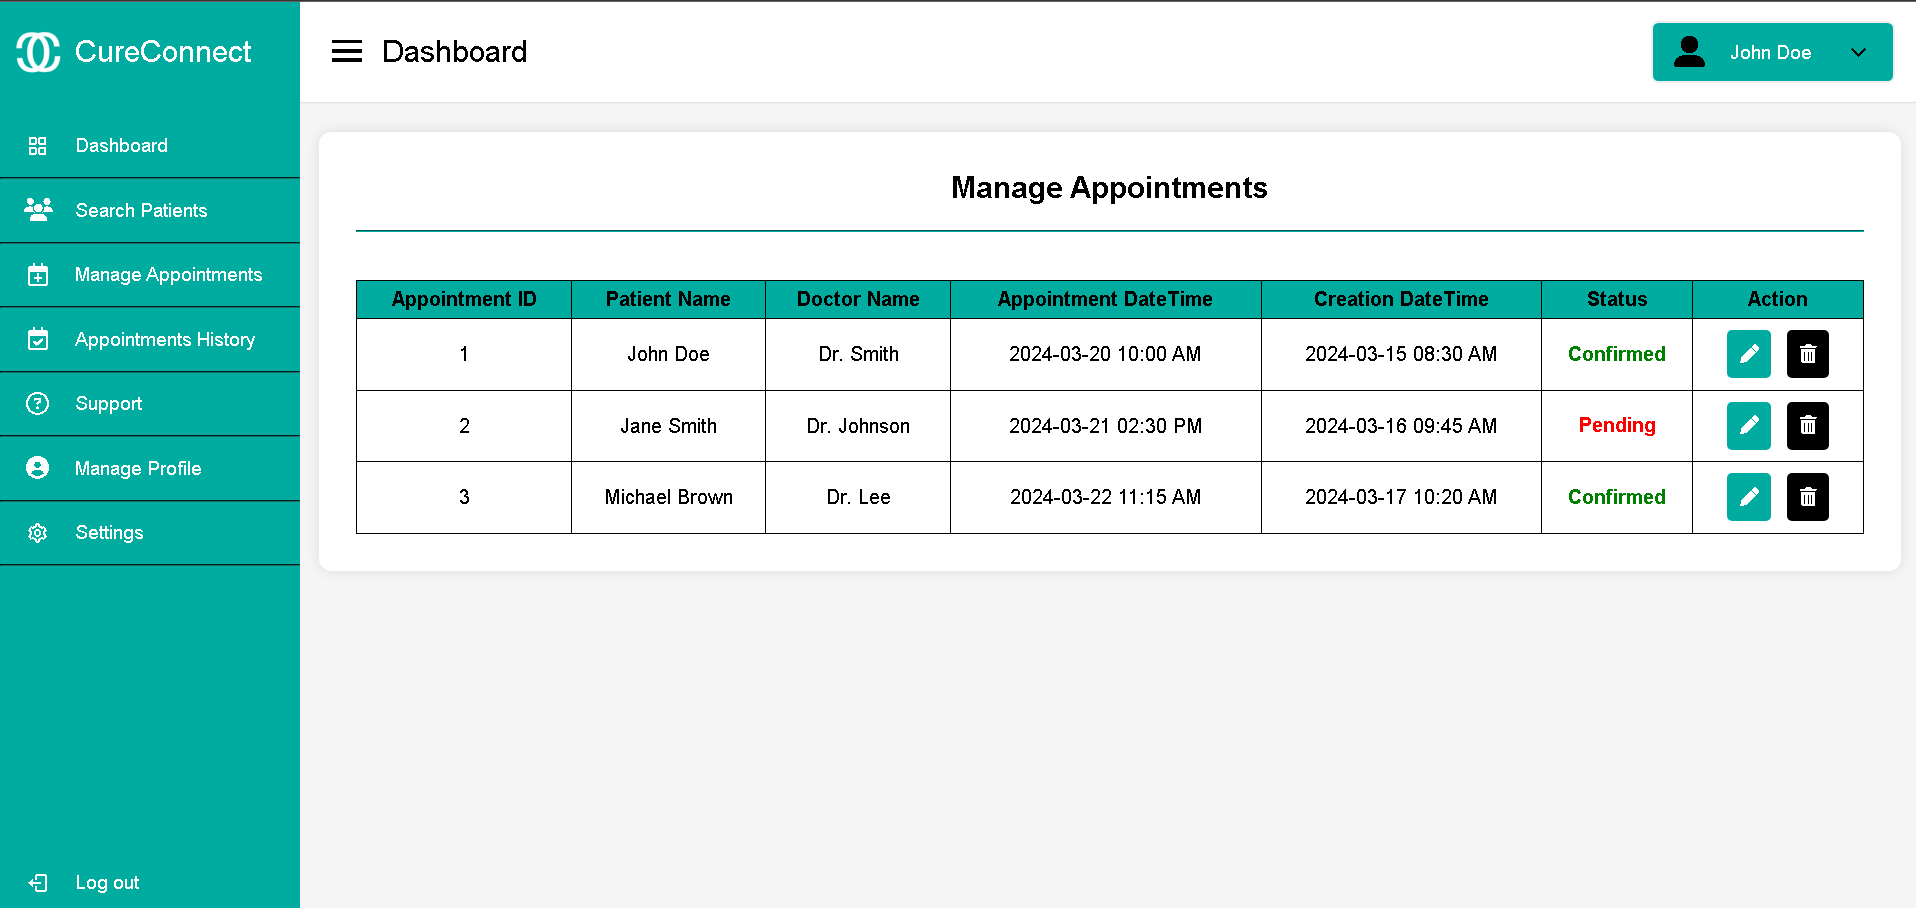 CureConnect
Dashboard
Search Patients
Manage Appointments
Appointments History
Support
Manage Profile
Settings
Log out
Dashboard
John Doe
Manage Appointments
Appointment ID Patient Name Doctor Name Appointment DateTime Creation DateTime Status Action
1 John Doe Dr. Smith 2024-03-20 10:00 AM 2024-03-15 08:30 AM Confirmed
2 Jane Smith Dr. Johnson 2024-03-21 02:30 PM 2024-03-16 09:45 AM Pending
3 Michael Brown Dr. Lee 2024-03-22 11:15 AM 2024-03-17 10:20 AM Confirmed